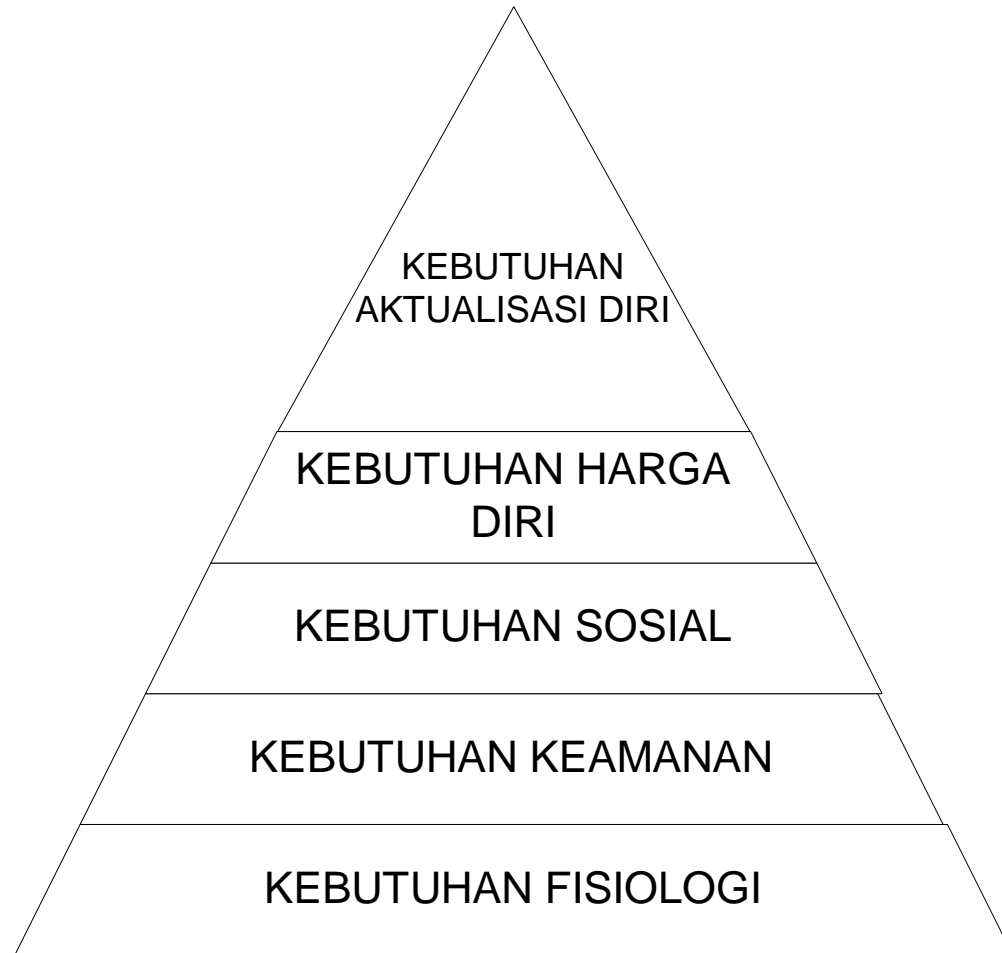 KEBUTUHAN
AKTUALISASI DIRI
KEBUTUHAN HARGA
DIRI
KEBUTUHAN SOSIAL
KEBUTUHAN KEAMANAN
KEBUTUHAN FISIOLOGI